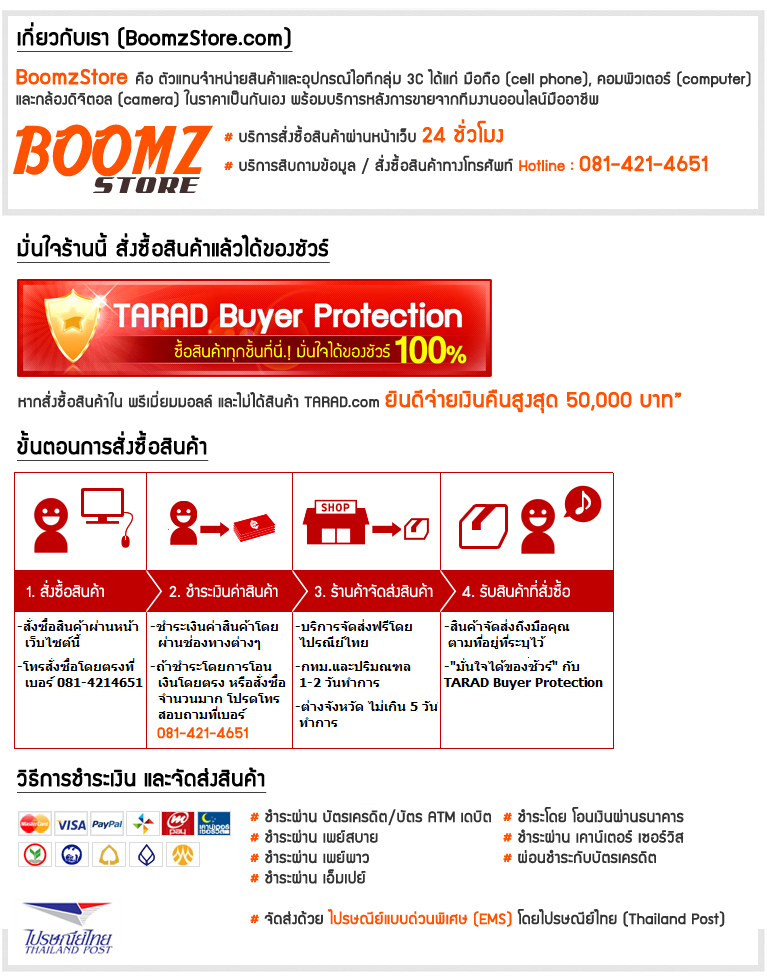 เกี่ยวกับเรา (BoomzStore.com)
BoomzStore คือ ตัวแทนจำหน่ายสินค้าและอุปกรณ์ไอทีกลุ่ม 3C ได้แก่ มือถือ (cell phone), คอมพิวเตอร์ (computer)
และกล้องดิจิตอล (camera) ในราคาเป็นกันเอง พร้อมบริการหลังการขายจากทีมงานออนไลน์มืออาชีพ
BOOMZ
STORE
# บริการสั่งซื้อสินค้าผ่านหน้าเว็บ 24 ชั่วโมง
# บริการสิบถามข้อมูล / สั่งซื้อสินค้าทางโทรศัพท์ Hotline : 081-421-4651
มั่นใจร้านนี้ สั่งซื้อสินค้าแล้วได้ของชัวร์
TARAD Buyer Protection
ซื้อสินค้าทุกชิ้นที่นี่.! มั่นใจได้ของชัวร์ 100%
หากสั่งซื้อสินค้าใน พรีเมี่ยมมอลล์ และไม่ได้สินค้า TARAD.com ยินดีจ่ายเงินคืนสูงสุด 50,000 บาท"
ขั้นตอนการสั่งซื้อสินค้า
SHOP
1. สั่งซื้อสินค้า
2. ชำระเงินค่าสินค้า
3. ร้านค้าจัดส่งสินค้า
4. รับสินค้าที่สั่งซื้อ
-สั่งซื้อสินค้าผ่านหน้า
เว็บไซต์นี้
-โทรสั่งซื้อโดยตรงที่
เบอร์ 081-4214651
-ชำระเงินค่าสินค้าโดย
ผ่านช่องทางต่างๆ
-ถ้าชำระโดยการโอน
เงินโดยตรง หรือสั่งซื้อ
จำนวนมาก โปรดโทร
สอบถามที่เบอร์
081-421-4651
-บริการจัดส่งฟรีโดย
ไปรณีย์ไทย
-กทม.และปริมณฑล
1-2 วันทำการ
-ต่างจังหวัด ไม่เกิน 5 วัน
ทำการ
-สินค้าจัดส่งถึงมือคุณ
ตามที่อยู่ที่ระบุไว้
-"มั่นใจได้ของชัวร์" กับ
TARAD Buyer Protection
วิธีการชำระเงิน และจัดส่งสินค้า
MasterCard
VISA
PayPal
pay
เคาน์เตอร์
เซอร์วิส
# ชำระผ่าน บัตรเครดิต/บัตร ATM เดบิต
# ชำระผ่าน เพย์สบาย
# ชำระผ่าน เพย์พาว
# ชำระผ่าน เอ็มเปย์
# ชำระโดย โอนเงินผ่านธนาคาร
# ชำระผ่าน เคาน์เตอร์ เซอร์วิส
# ผ่อนชำระกับบัตรเครดิต
ไปรษณีย์ไทย
THAILAND POST
# จัดส่งด้วย ไปรษณีย์แบบด่วนพิเศษ (EMS) โดยไปรษณีย์ไทย (Thailand Post)